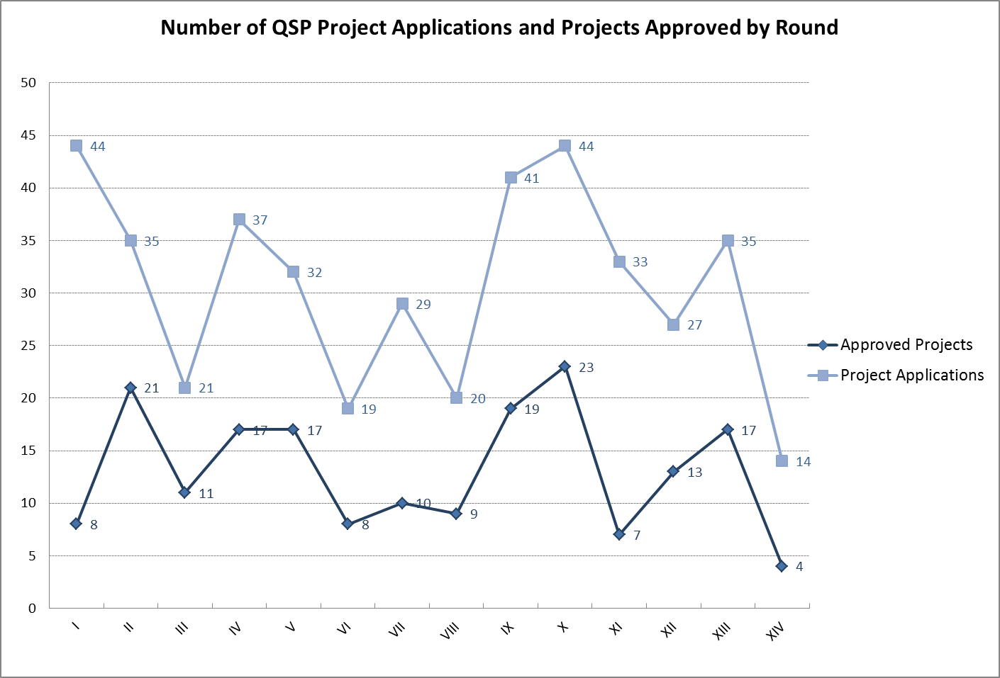 Number of QSP Project Applications and Projects Approved by Round
50
45
40
35
30
25
20
15
10
5
0
44
35
21
37
32
19
29
20
41
44
33
27
35
14
8
21
11
17
17
8
10
9
19
23
7
13
17
4
I
II
III
IV
V
VI
VII
VIII
IX
X
XI
XII
XIII
XIV
Approved Projects
Project Applications